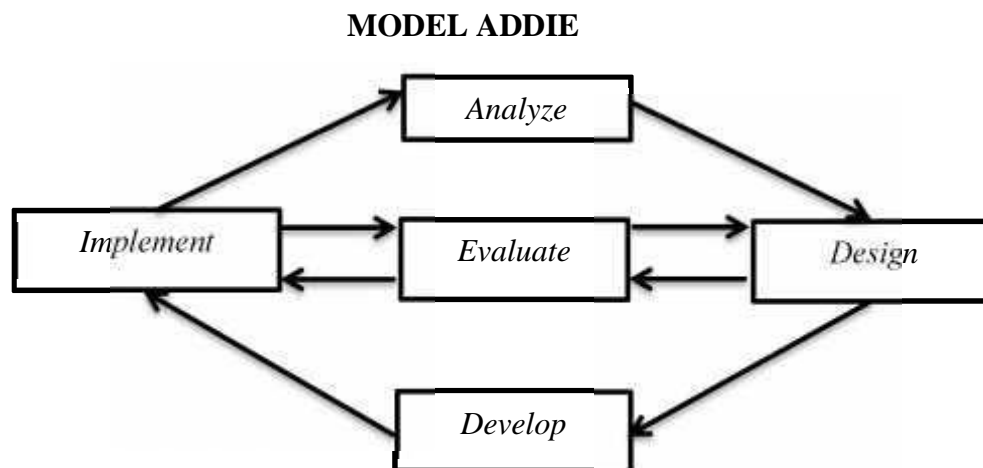 MODEL ADDIE
Analyze
Implement
Evaluate
Design
Develop